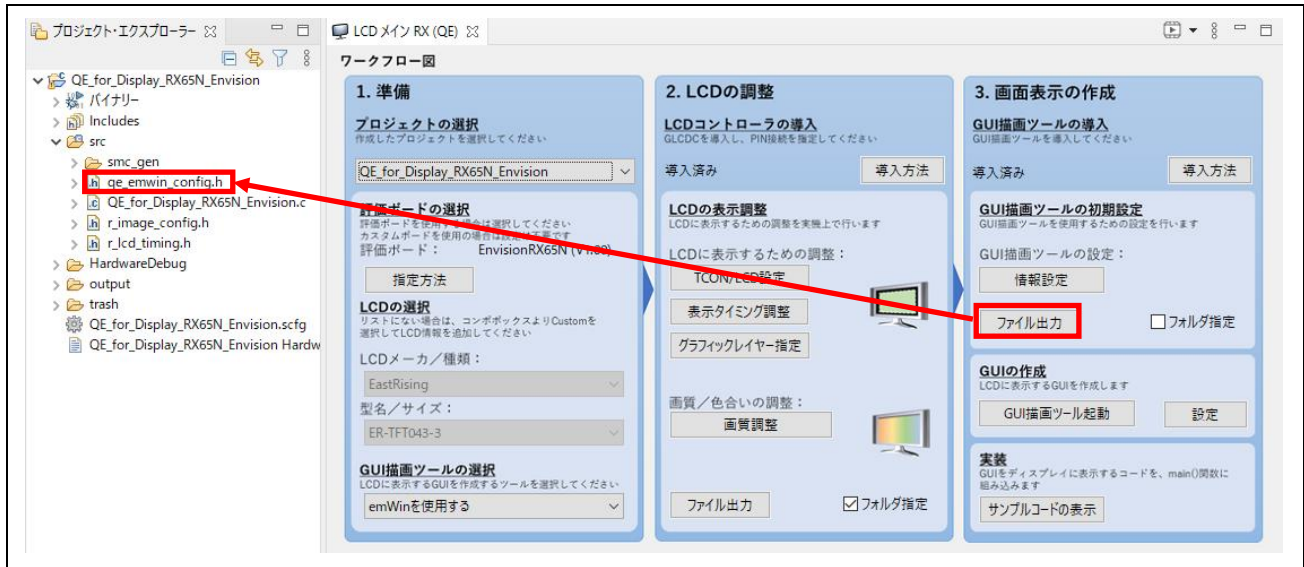 プロジェクト・エクスプローラー
QE_for_Display_RX65N_Envision
バイナリー
Includes
src
smc_gen
qe_emwin_config.h
QE_for_Display_RX65N_Envision.c
r_image_config.h
r_lcd_timing.h
HardwareDebug
output
trash
QE_for_Display_RX65N_Envision.scfg
QE_for_Display_RX65N_Envision Hardw
LCD メイン RX (QE)
ワークフロー図
1. 準備
プロジェクトの選択
作成したプロジェクトを選択してください
QE_for_Display_RX65N_Envision
評価ボードの選択
評価ボードを使用する場合は選択してください
カスタムボードを使用の場合は設定は不要です
評価ボード： EnvisionRX65N (V1.00)
指定方法
LCDの選択
リストにない場合は、コンボボックスよりCustomを
選択してLCD情報を追加してください
LCDメーカ／種類：
EastRising
型名／サイズ：
ER-TFT043-3
GUI描画ツールの選択
LCDに表示するGUIを作成するツールを選択してください
emWinを使用する
2. LCDの調整
LCDコントローラの導入
GLCDCを導入し、PIN接続を指定してください
導入済み 導入方法
LCDの表示調整
LCDに表示するための調整を実機上で行います
LCDに表示するための調整：
TCON/LCD設定
表示タイミング調整
グラフィックレイヤー指定
画質／色合いの調整：
画質調整
ファイル出力 フォルダ指定
3. 画面表示の作成
GUI描画ツールの導入
GUI描画ツールを導入してください
導入済み 導入方法
GUI描画ツールの初期設定
GUI描画ツールを使用するための設定を行います
GUI描画ツールの設定：
情報設定
ファイル出力 フォルダ指定
GUIの作成
LCDに表示するGUIを作成します
GUI描画ツール起動 設定
実装
GUIをディスプレイに表示するコードを、main()関数に
組み込みます
サンプルコードの表示